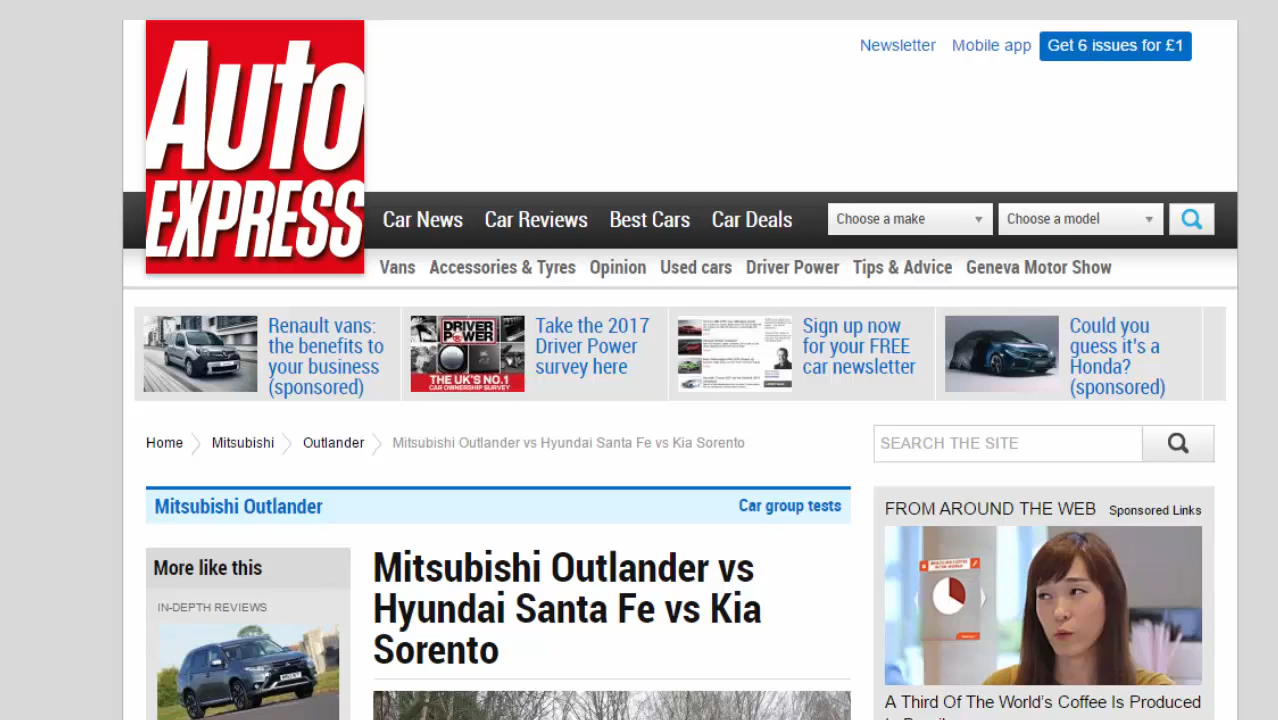 Auto
EXPRESS
Newsletter Mobile app Get 6 issues for £1
Car News Car Reviews Best Cars Car Deals Choose a make Choose a model
Vans Accessories & Tyres Opinion Used cars Driver Power Tips & Advice Geneva Motor Show
Renault vans:
the benefits to
your business
(sponsored)
DRIVER
POWER
THE UK'S NO.1
CAR OWNERSHIP SURVEY
Take the 2017
Driver Power
survey here
Sign up now
for your FREE
car newsletter
Could you
guess it's a
Honda?
(sponsored)
Home Mitsubishi Outlander Mitsubishi Outlander vs Hyundai Santa Fe vs Kia Sorento
SEARCH THE SITE
Mitsubishi Outlander Car group tests
More like this
IN-DEPTH REVIEWS
Mitsubishi Outlander vs
Hyundai Santa Fe vs Kia
Sorento
FROM AROUND THE WEB Sponsored Links
A Third Of The World's Coffee Is Produced